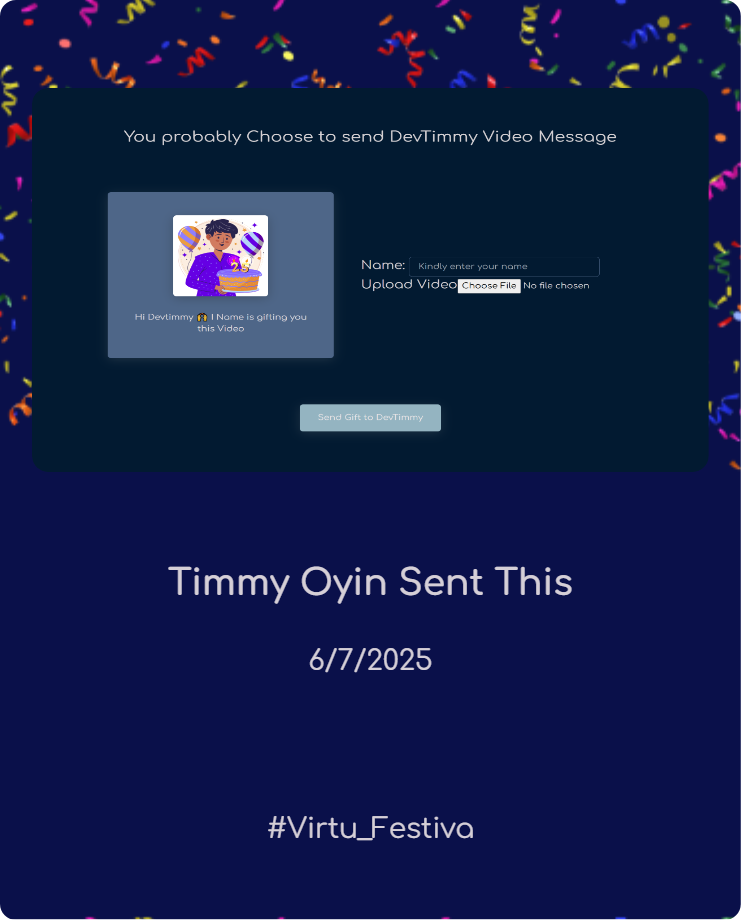 You probably Choose to send DevTimmy Video Message
Name: Kindly enter your name
Upload Video Choose File No file chosen
Hi Devtimmy 👐 I Name is gifting you
this Video
Send Gift to DevTimmy
Timmy Oyin Sent This
6/7/2025
#Virtu_Festiva